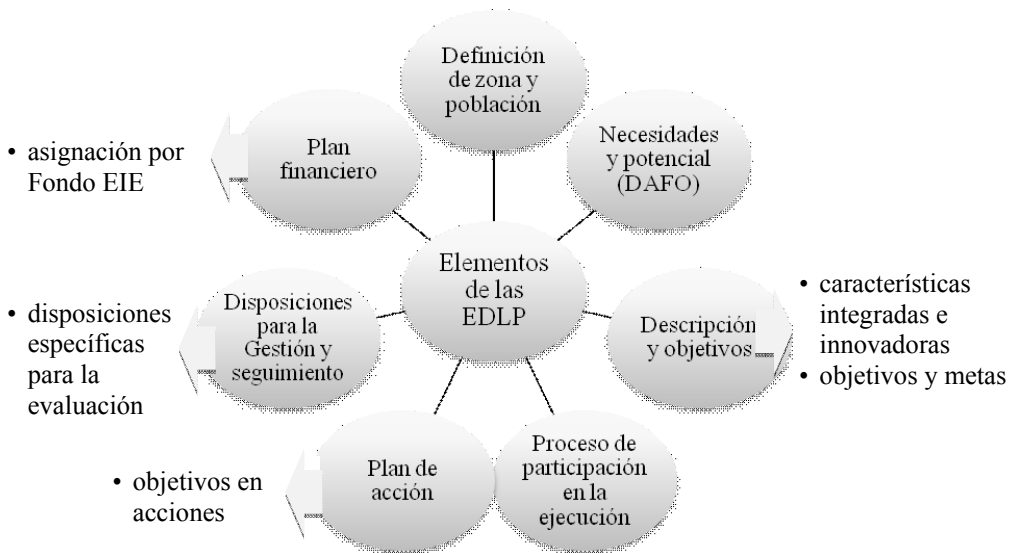 Definición
de zona y
población
Necesidades
y potencial
(DAFO)
• características
integradas e
innovadoras
• objetivos y metas
Descripción
y objetivos
Proceso de
participación
en la
ejecución
Plan de
acción
• objetivos en
acciones
Disposiciones
para la
Gestión y
seguimiento
• disposiciones
específicas
para la
evaluación
Plan
financiero
• asignación por
Fondo EIE
Elementos
de las
EDLP